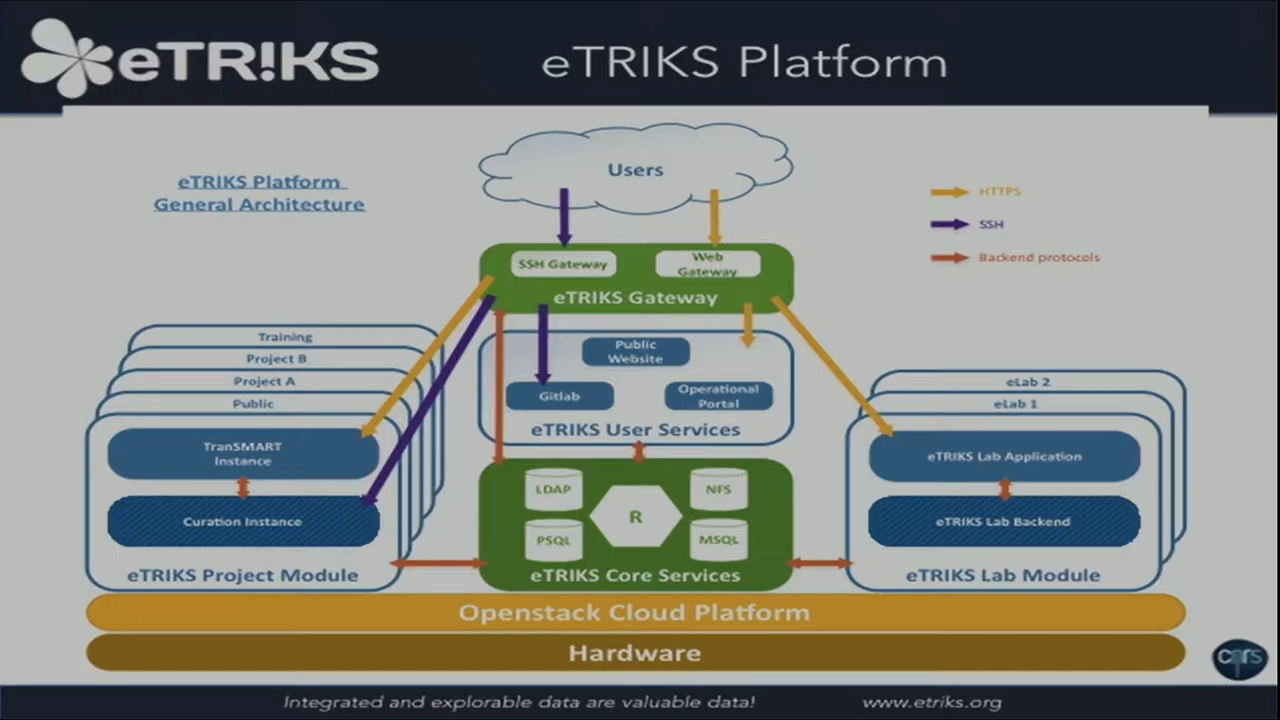 eTRIKS
eTRIKS Platform
Users
eTRIKS Platform
General Architecture
HTTPS
SSH
Backend protocols
SSH Gateway
Web
Gateway
eTRIKS Gateway
Training
Project B
Project A
Public
TranSMART
Instance
Curation Instance
eTRIKS Project Module
Public
Website
Gitlab
Operational
Portal
eTRIKS User Services
LDAP
NFS
R
PSQL
MSQL
eTRIKS Core Services
eLab 2
eLab 1
eTRIKS Lab Application
eTRIKS Lab Backend
eTRIKS Lab Module
Openstack Cloud Platform
Hardware
cnrs
Integrated and explorable data are valuable data!
www.etriks.org